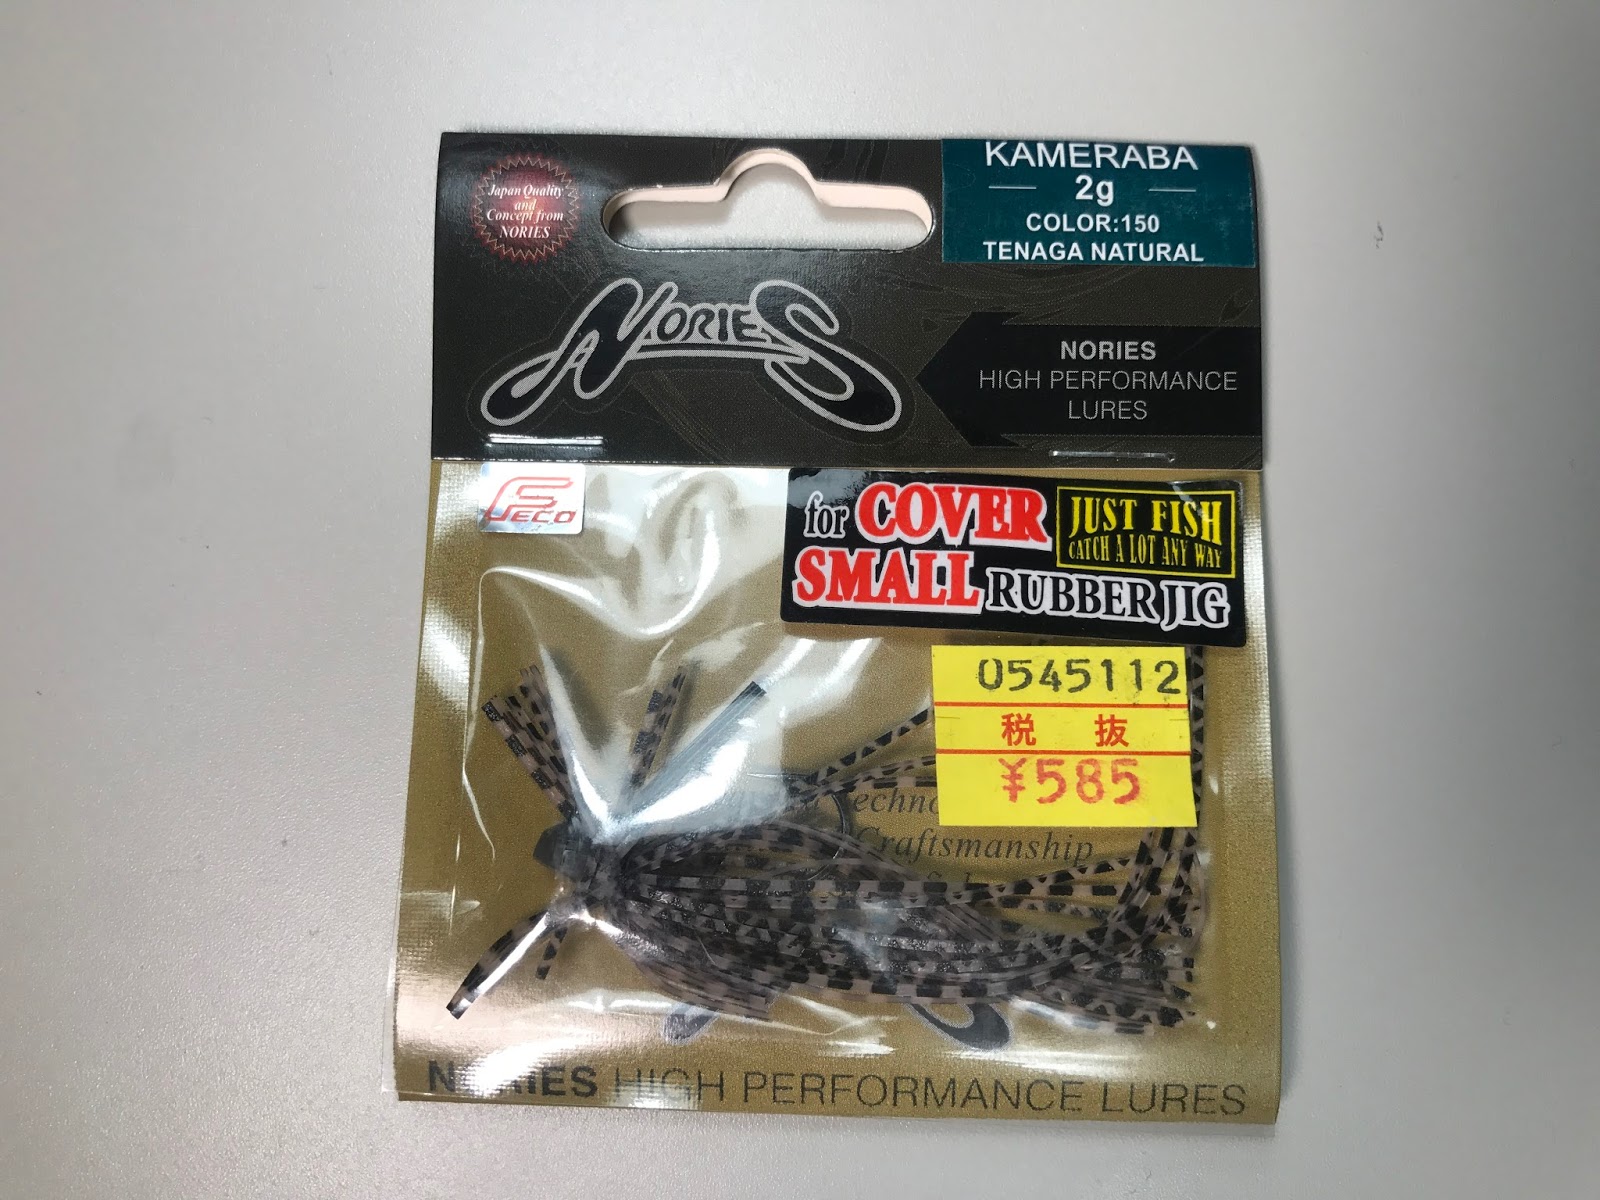 Japan Quality
and
Concept from
NORIES
KAMERABA
2g
COLOR:150
TENAGA NATURAL
NORIES
NORIES
HIGH PERFORMANCE
LURES
FECO
for COVER
SMALL RUBBER JIG
JUST FISH
CATCH A LOT ANY WAY
0545112
税 抜
¥585
Craftsmanship
NORIES HIGH PERFORMANCE LURES